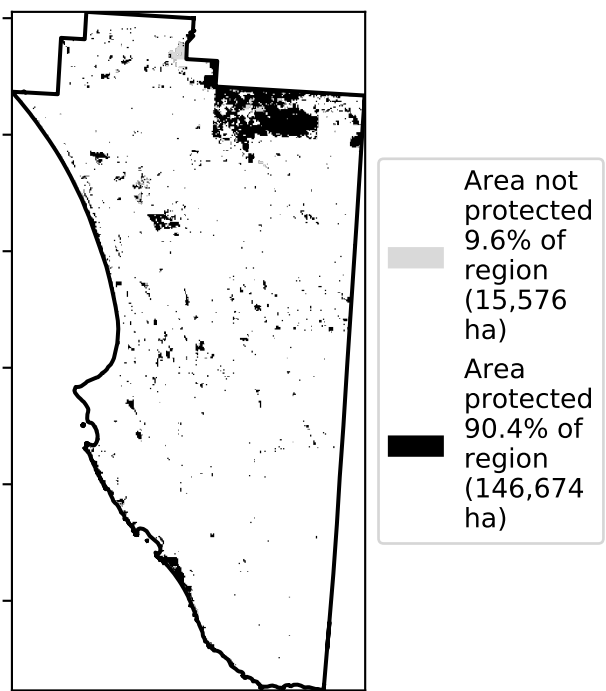 Area not
protected
9.6% of
region
(15,576
ha)
Area
protected
90.4% of
region
(146,674
ha)